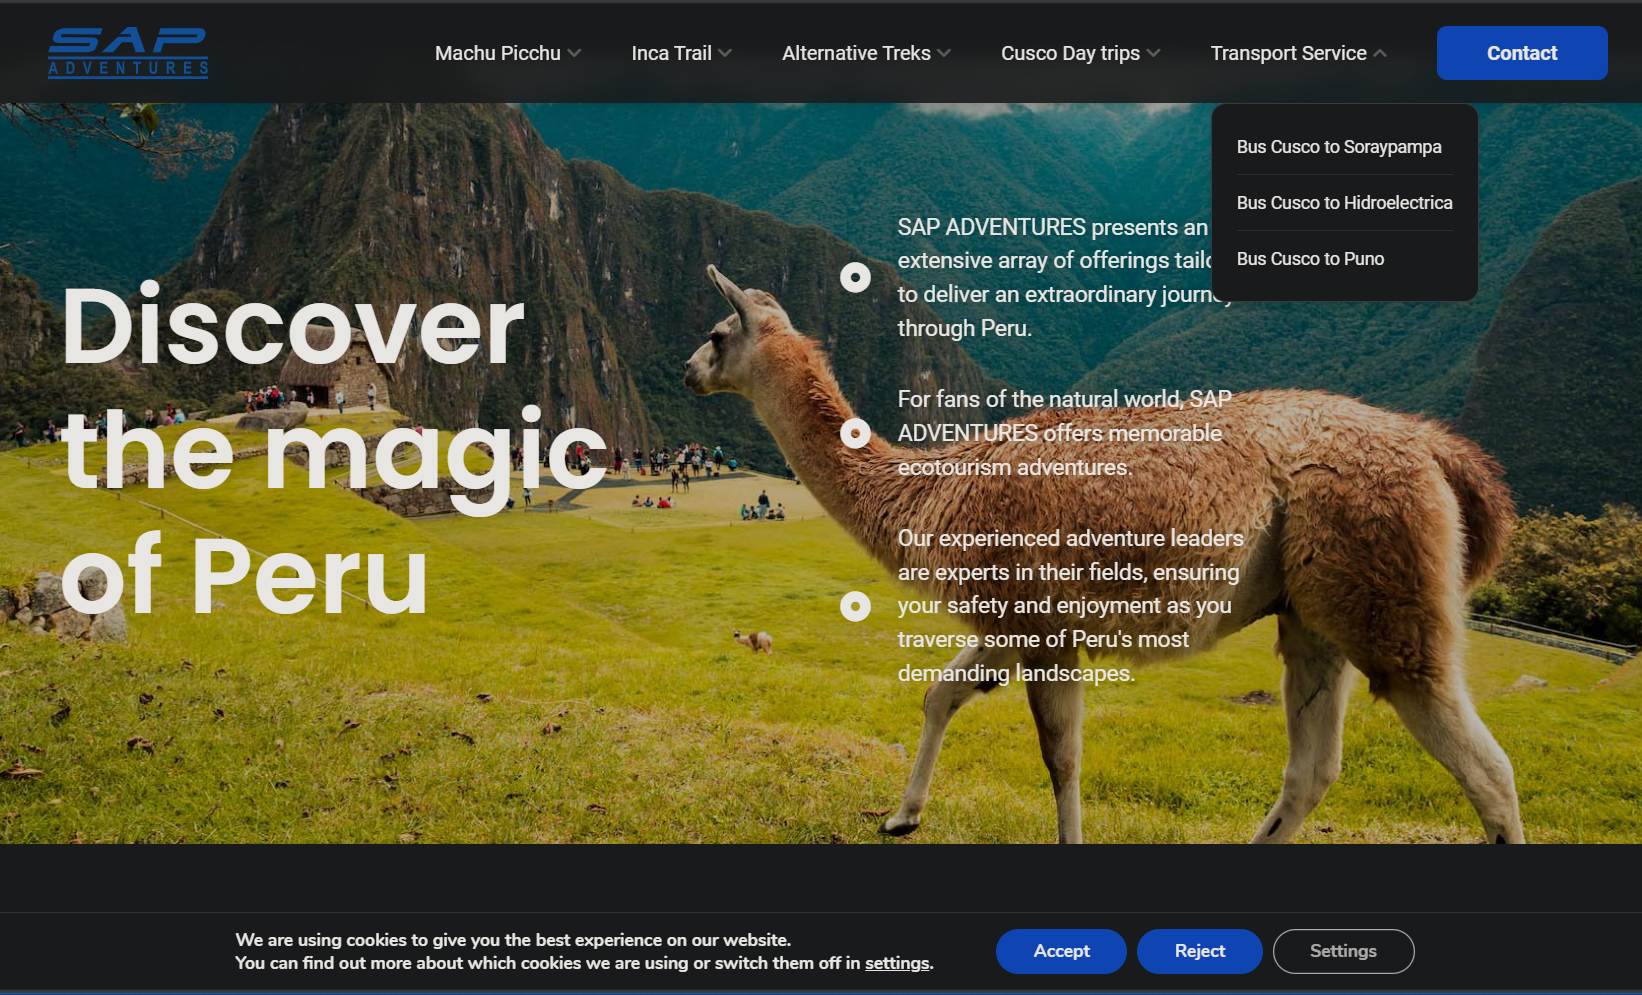 SAP
ADVENTURES
Machu Picchu
Inca Trail
Alternative Treks
Cusco Day trips
Transport Service
Contact
Bus Cusco to Soraypampa
Bus Cusco to Hidroelectrica
Bus Cusco to Puno
Discover
the magic
of Peru
SAP ADVENTURES presents an
extensive array of offerings
to deliver an extraordinary
through Peru.
For fans of the natural world, SAP
ADVENTURES offers memorable
ecotourism adventures.
Our experienced adventure leaders
are experts in their fields, ensuring
your safety and enjoyment as you
traverse some of Peru's most
demanding landscapes.
We are using cookies to give you the best experience on our website.
You can find out more about which cookies we are using or switch them off in settings.
Accept
Reject
Settings